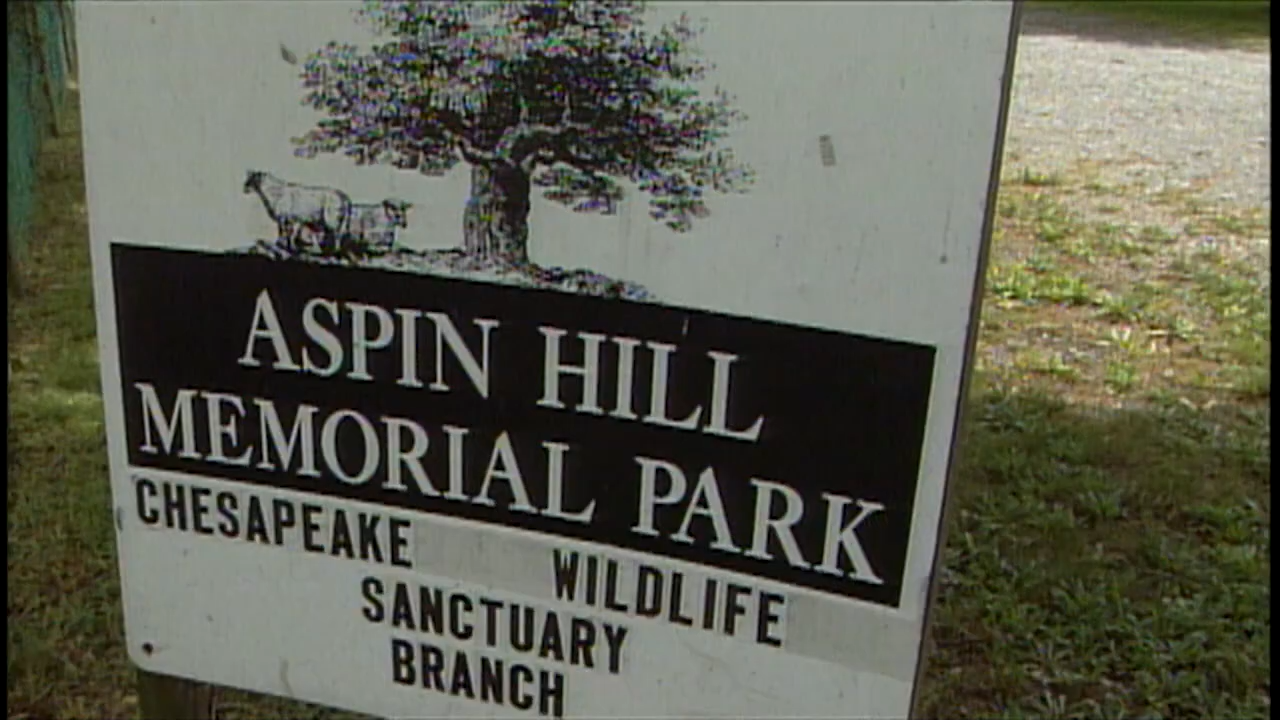 ASPIN HILL
MEMORIAL PARK
CHESAPEAKE WILDLIFE
SANCTUARY
BRANCH